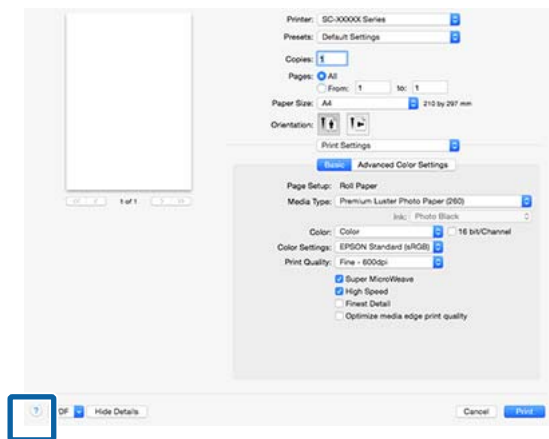 Printer: SC-XXXXX Series
Presets: Default Settings
Copies: 1
Pages: All
From: 1 to: 1
Paper Size: A4 210 by 297 mm
Orientation:
Print Settings
Basic Advanced Color Settings
Page Setup: Roll Paper
Media Type: Premium Luster Photo Paper (260)
Ink: Photo Black
Color: Color 16 bit/Channel
Color Settings: EPSON Standard (sRGB)
Print Quality: Fine - 600dpi
Super MicroWeave
High Speed
Finest Detail
Optimize media edge print quality
1 of 1
? DF Hide Details Cancel Print